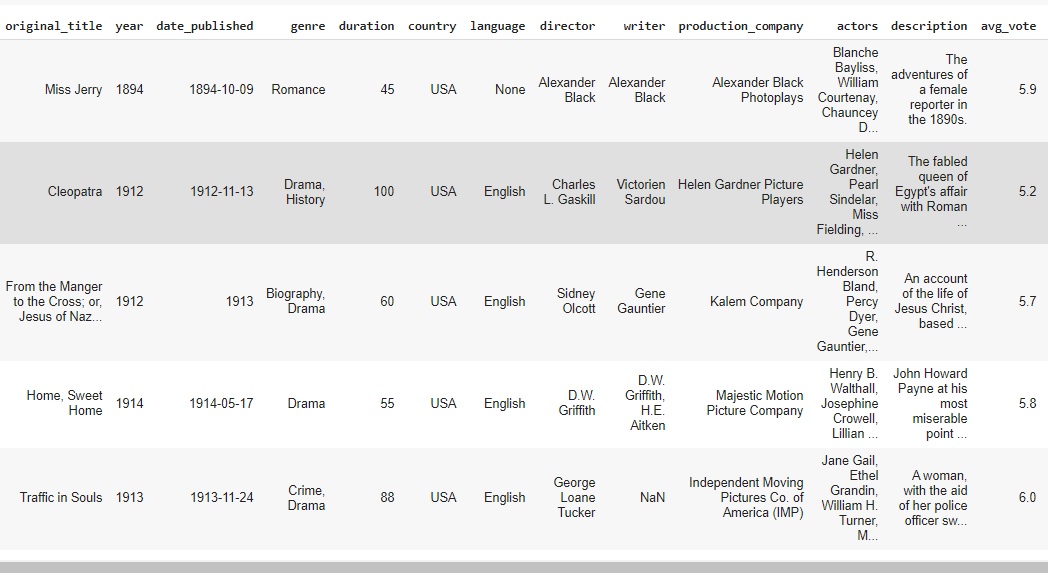 original_title year date_published genre duration country language director writer production_company actors description avg_vote
Miss Jerry 1894 1894-10-09 Romance 45 USA None Alexander Black Alexander Black Alexander Black Photoplays Blanche Bayliss, William Courtenay, Chauncey D... The adventures of a female reporter in the 1890s. 5.9
Cleopatra 1912 1912-11-13 Drama, History 100 USA English Charles L. Gaskill Victorien Sardou Helen Gardner Picture Players Helen Gardner, Pearl Sindelar, Miss Fielding, ... The fabled queen of Egypt's affair with Roman ... 5.2
From the Manger to the Cross; or, Jesus of Naz... 1912 1913 Biography, Drama 60 USA English Sidney Olcott Gene Gauntier Kalem Company R. Henderson Bland, Percy Dyer, Gene Gauntier,... An account of the life of Jesus Christ, based ... 5.7
Home, Sweet Home 1914 1914-05-17 Drama 55 USA English D.W. Griffith D.W. Griffith, H.E. Aitken Majestic Motion Picture Company Henry B. Walthall, Josephine Crowell, Lillian ... John Howard Payne at his most miserable point ... 5.8
Traffic in Souls 1913 1913-11-24 Crime, Drama 88 USA English George Loane Tucker NaN Independent Moving Pictures Co. of America (IMP) Jane Gail, Ethel Grandin, William H. Turner, M... A woman, with the aid of her police officer sw... 6.0